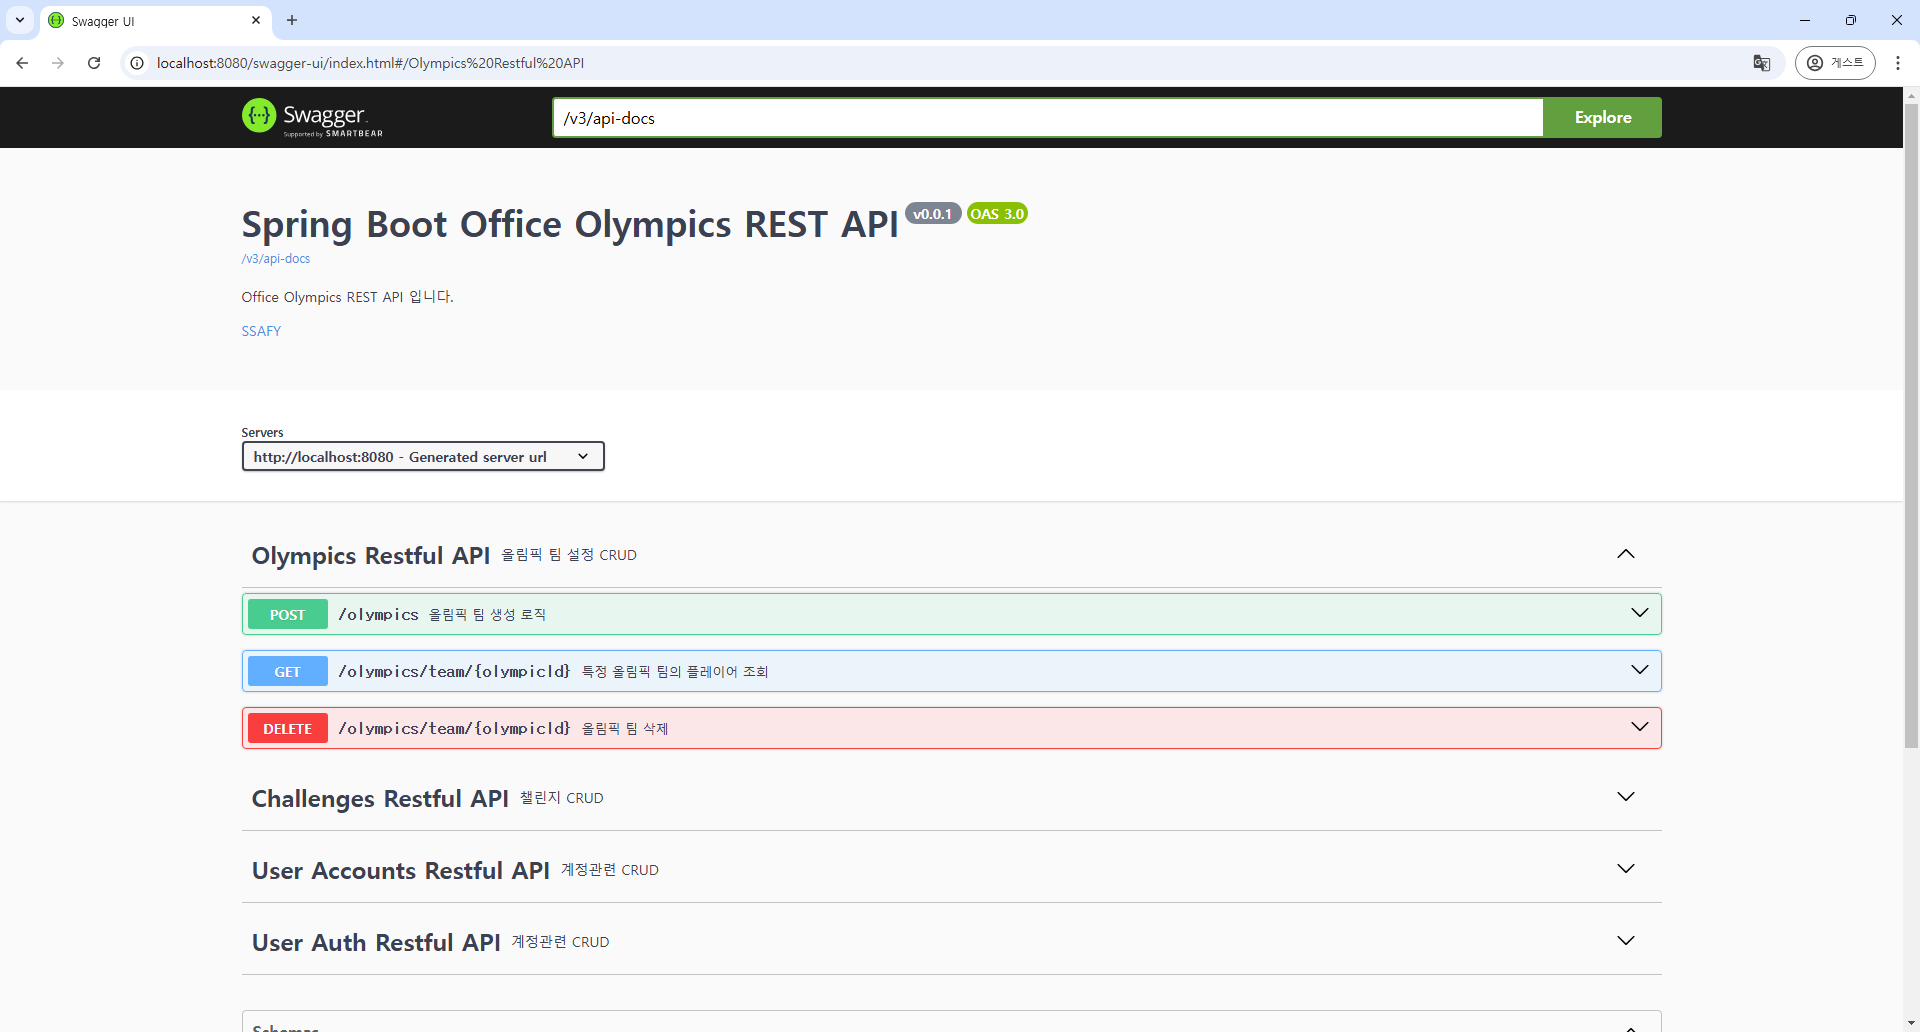 Swagger UI
localhost:8080/swagger-ui/index.html#/Olympics%20Restful%20API
게스트
Swagger
Supported by SMARTBEAR
/v3/api-docs
Explore
Spring Boot Office Olympics REST API v0.0.1 OAS 3.0
/v3/api-docs
Office Olympics REST API 입니다.
SSAFY
Servers
http://localhost:8080 - Generated server url
Olympics Restful API 올림픽 팀 설정 CRUD
POST /olympics 올림픽 팀 생성 로직
GET /olympics/team/{olympicId} 특정 올림픽 팀의 플레이어 조회
DELETE /olympics/team/{olympicId} 올림픽 팀 삭제
Challenges Restful API 챌린지 CRUD
User Accounts Restful API 계정관련 CRUD
User Auth Restful API 계정관련 CRUD
Schemas